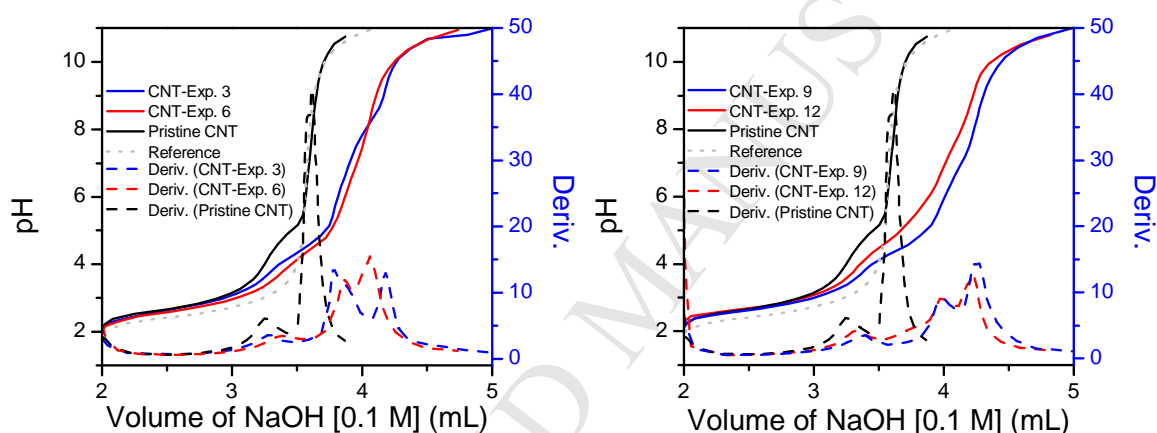 10
8
6
4
2
pH
CNT-Exp. 3
CNT-Exp. 6
Pristine CNT
Reference
Deriv. (CNT-Exp. 3)
Deriv. (CNT-Exp. 6)
Deriv. (Pristine CNT)
50
40
30
20
10
0
Deriv.
2 3 4 5
Volume of NaOH [0.1 M] (mL)
10
8
6
4
2
pH
CNT-Exp. 9
CNT-Exp. 12
Pristine CNT
Reference
Deriv. (CNT-Exp. 9)
Deriv. (CNT-Exp. 12)
Deriv. (Pristine CNT)
50
40
30
20
10
0
Deriv.
2 3 4 5
Volume of NaOH [0.1 M] (mL)
D MANUS